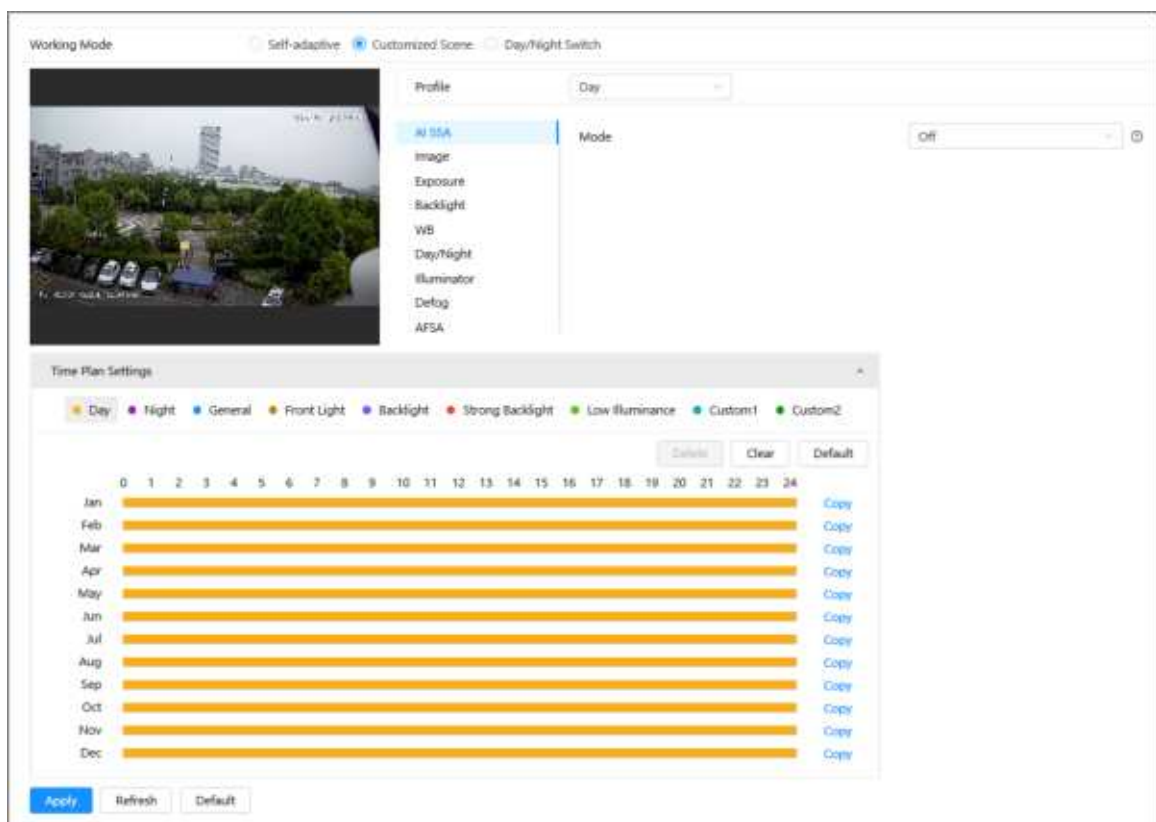 Working Mode Self-adaptive Customized Scene Day/Night Switch
Profile Day
AI SSA Mode Off
Image
Exposure
Backlight
WB
Day/Night
Illuminator
Defog
AFSA
Time Plan Settings
Day Night General Front Light Backlight Strong Backlight Low Illuminance Custom1 Custom2
Delete Clear Default
0 1 2 3 4 5 6 7 8 9 10 11 12 13 14 15 16 17 18 19 20 21 22 23 24
Jan Copy
Feb Copy
Mar Copy
Apr Copy
May Copy
Jun Copy
Jul Copy
Aug Copy
Sep Copy
Oct Copy
Nov Copy
Dec Copy
Apply Refresh Default